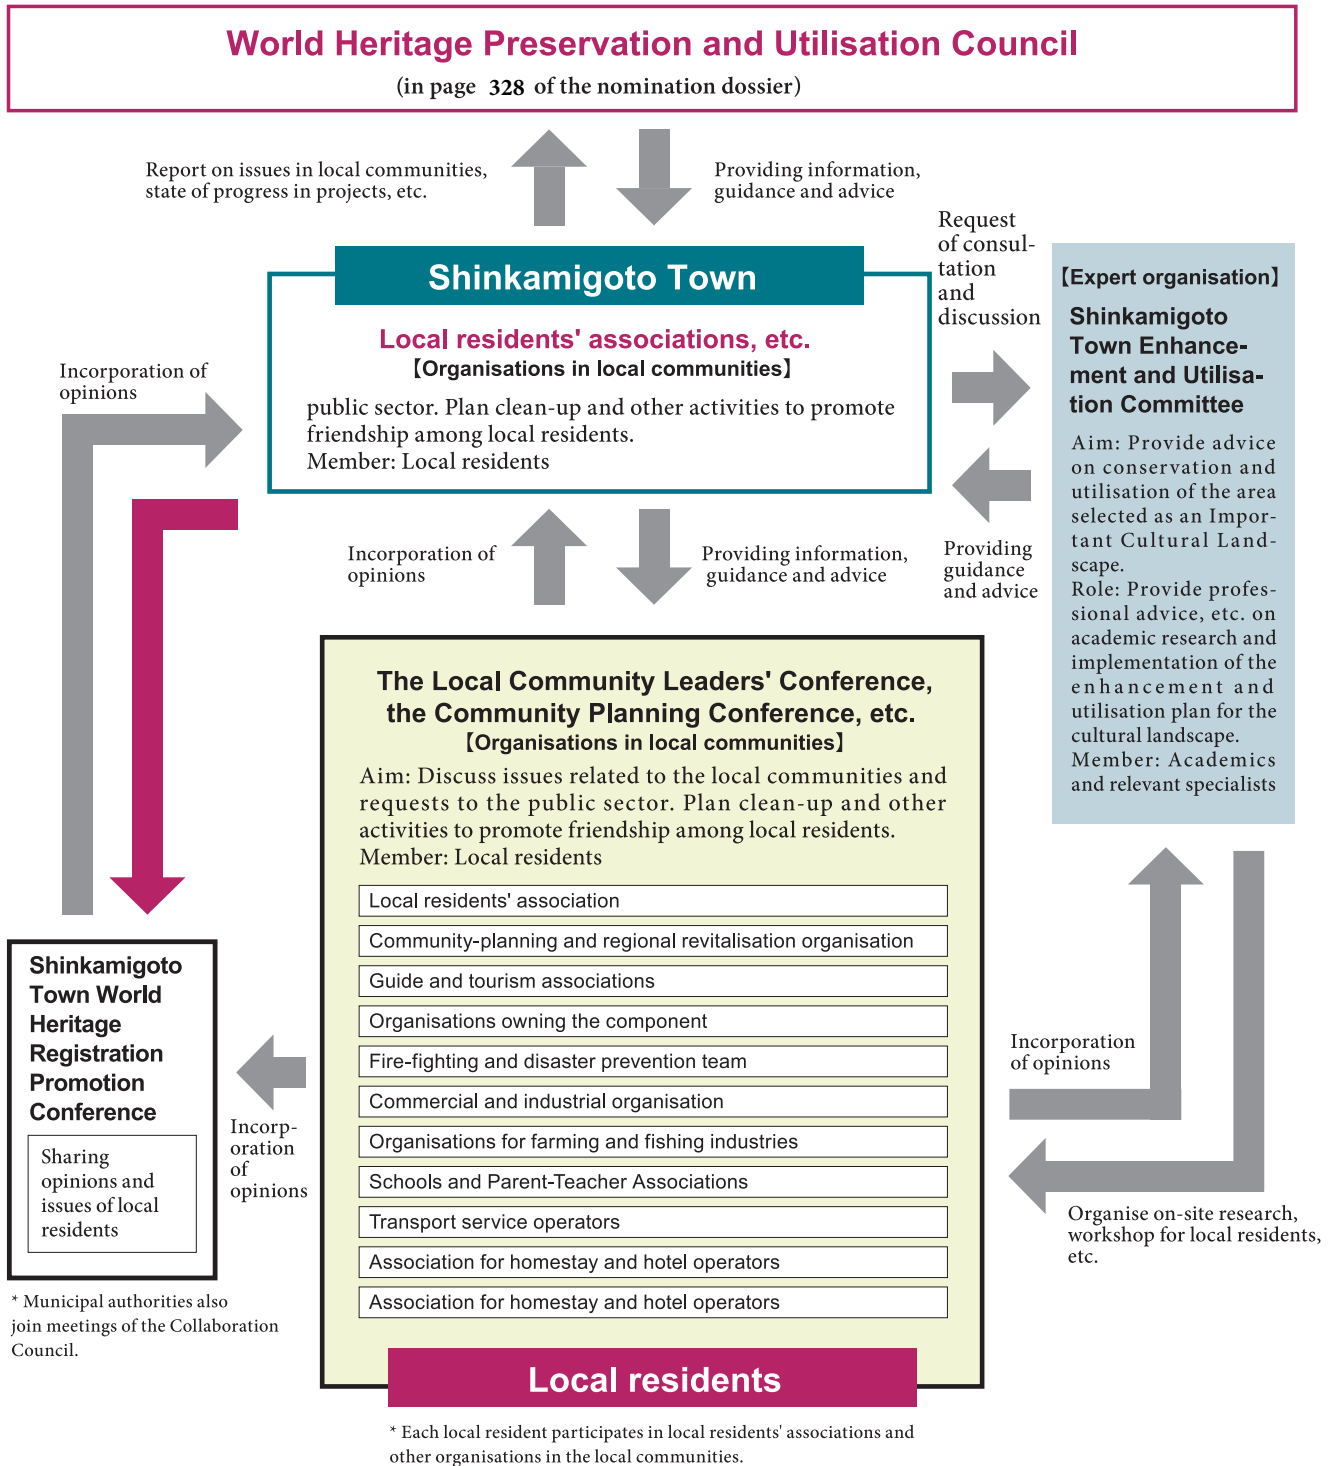 World Heritage Preservation and Utilisation Council
(in page 328 of the nomination dossier)
Report on issues in local communities,
state of progress in projects, etc.
Providing information,
guidance and advice
Shinkamigoto Town
Local residents' associations, etc.
【Organisations in local communities】
public sector. Plan clean-up and other activities to promote
friendship among local residents.
Member: Local residents
Request
of consul-
tation
and
discussion
Providing
guidance
and advice
【Expert organisation】
Shinkamigoto
Town Enhance-
ment and Utilisa-
tion Committee
Aim: Provide advice
on conservation and
utilisation of the area
selected as an Impor-
tant Cultural Land-
scape.
Role: Provide profes-
sional advice, etc. on
academic research and
implementation of the
enhancement and
utilisation plan for the
cultural landscape.
Member: Academics
and relevant specialists
Incorporation of
opinions
Incorporation of
opinions
Providing information,
guidance and advice
The Local Community Leaders' Conference,
the Community Planning Conference, etc.
【Organisations in local communities】
Aim: Discuss issues related to the local communities and
requests to the public sector. Plan clean-up and other
activities to promote friendship among local residents.
Member: Local residents
Local residents' association
Community-planning and regional revitalisation organisation
Guide and tourism associations
Organisations owning the component
Fire-fighting and disaster prevention team
Commercial and industrial organisation
Organisations for farming and fishing industries
Schools and Parent-Teacher Associations
Transport service operators
Association for homestay and hotel operators
Association for homestay and hotel operators
Local residents
* Each local resident participates in local residents' associations and
other organisations in the local communities.
Shinkamigoto
Town World
Heritage
Registration
Promotion
Conference
Sharing
opinions and
issues of local
residents
* Municipal authorities also
join meetings of the Collaboration
Council.
Incorp-
oration
of
opinions
Incorporation
of opinions
Organise on-site research,
workshop for local residents,
etc.